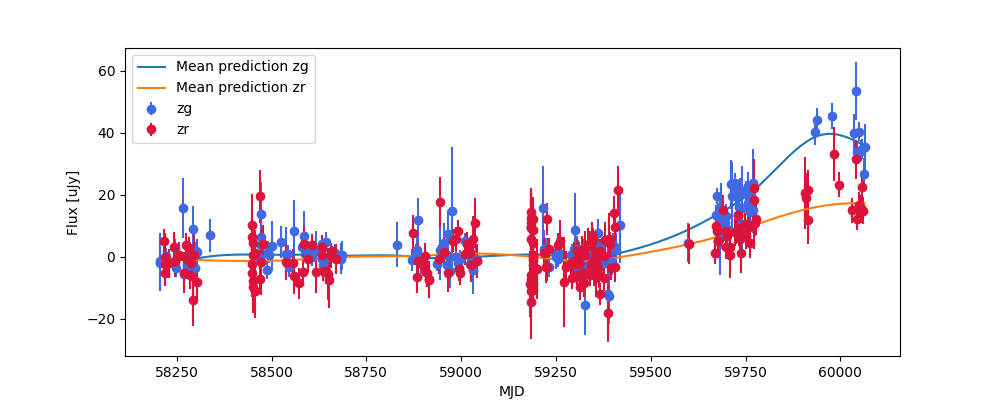 Mean prediction zg
Mean prediction zr
zg
zr
60
40
20
0
−20
Flux [uJy]
58250 58500 58750 59000 59250 59500 59750 60000
MJD